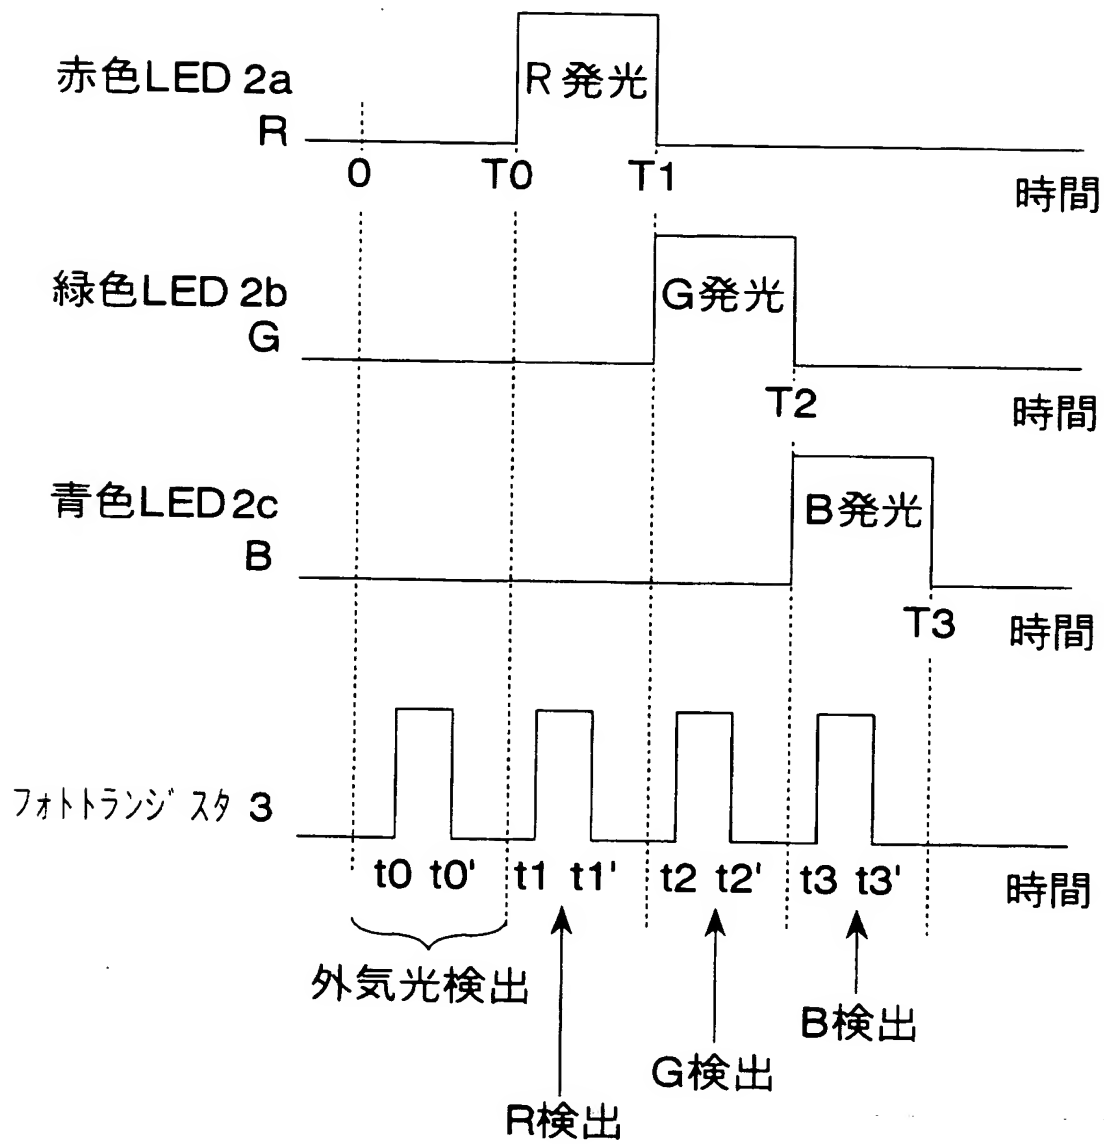 赤色LED 2a
R
R 発光
0
T0
T1
時間
緑色LED 2b
G
G発光
T2
時間
青色LED 2c
B
B発光
T3
時間
フォトトランジスタ 3
t0 t0' t1 t1' t2 t2' t3 t3'
時間
外気光検出
B検出
G検出
R検出